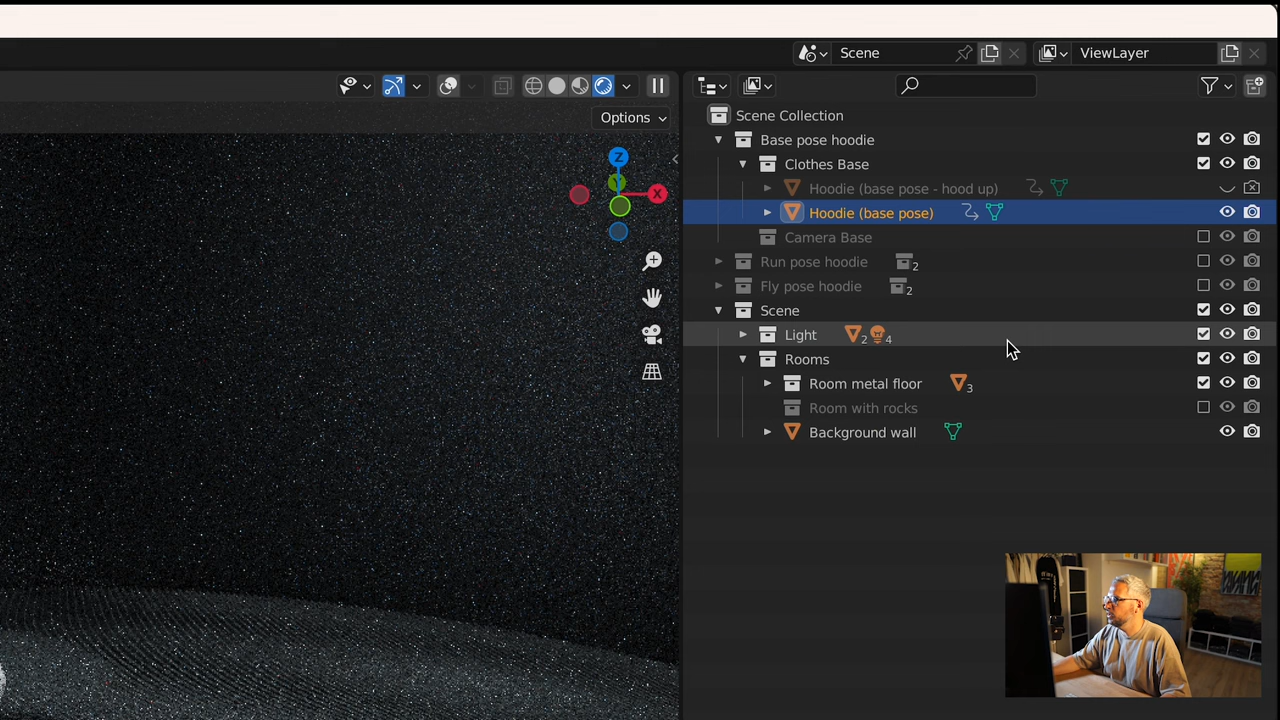 Scene
ViewLayer
Options
Z
Y
X
Scene Collection
Base pose hoodie
Clothes Base
Hoodie (base pose - hood up)
Hoodie (base pose)
Camera Base
Run pose hoodie 2
Fly pose hoodie 2
Scene
Light 2 4
Rooms
Room metal floor 3
Room with rocks
Background wall